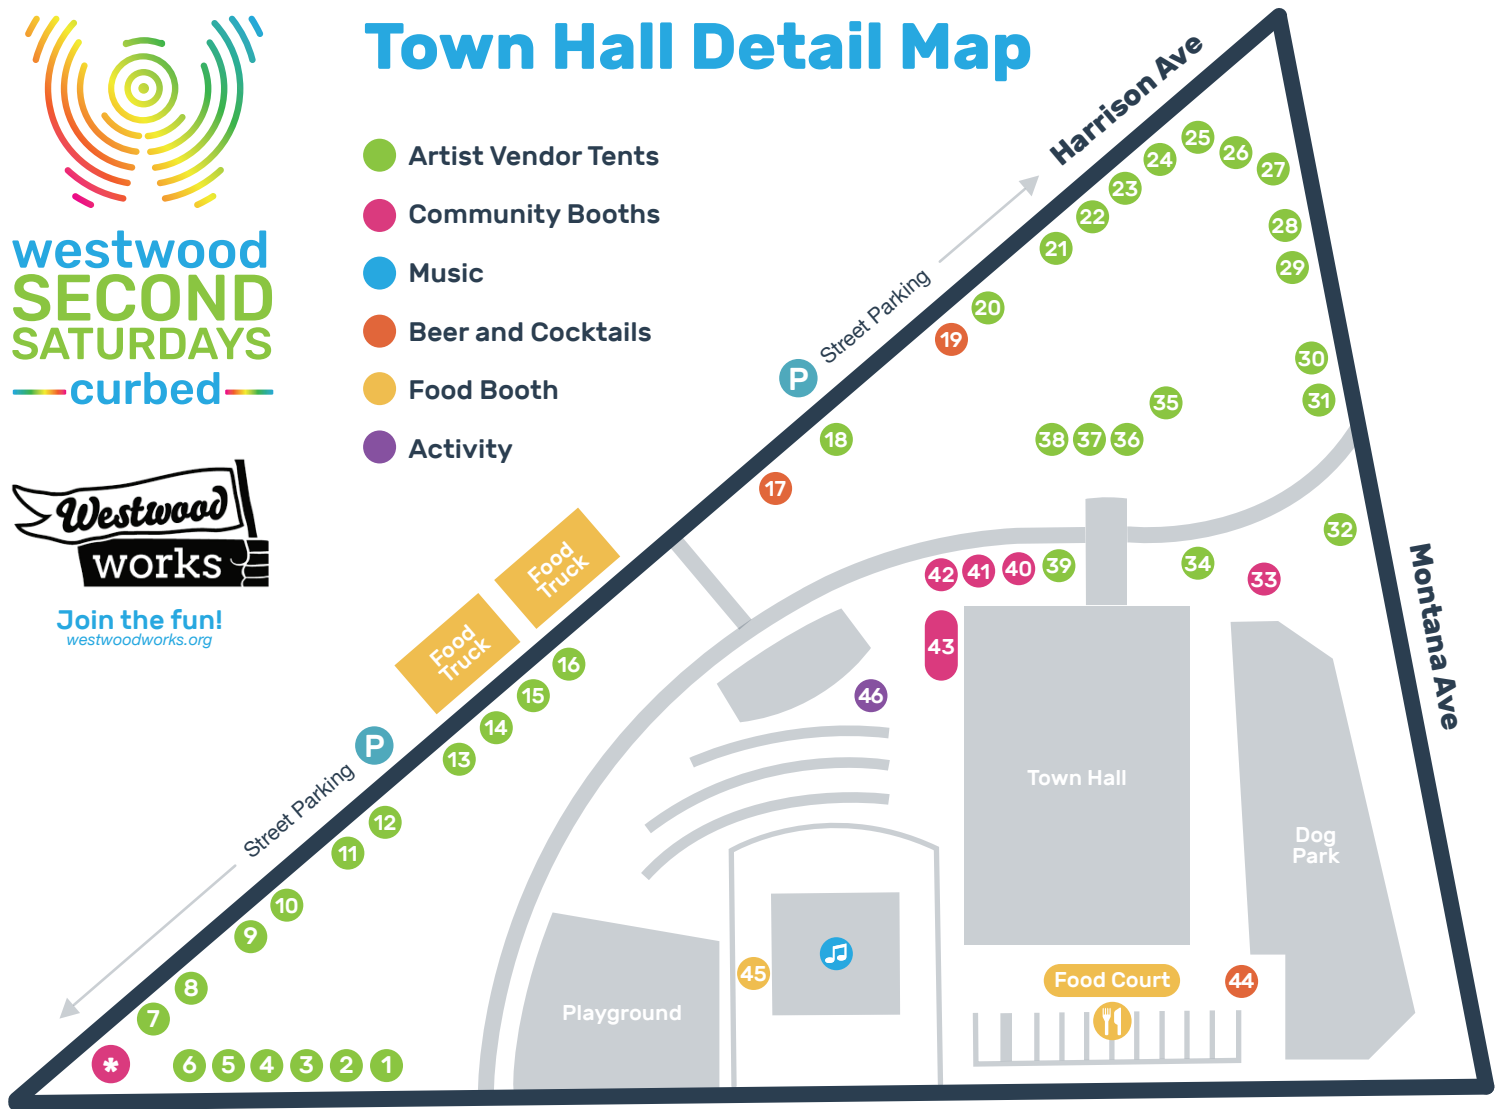 Town Hall Detail Map
westwood
SECOND
SATURDAYS
curbed
Westwood
works
Join the fun!
westwoodworks.org
Artist Vendor Tents
Community Booths
Music
Beer and Cocktails
Food Booth
Activity
Harrison Ave
Montana Ave
P Street Parking
P Street Parking
Food
Truck
Food
Truck
25
24
26
27
23
22
28
21
29
20
19
30
31
35
18
38 37 36
17
32
42 41 40 39
34
33
43
16
15
46
14
13
12
11
10
9
8
7
*
6 5 4 3 2 1
Town Hall
Dog
Park
45
Playground
Food Court
44